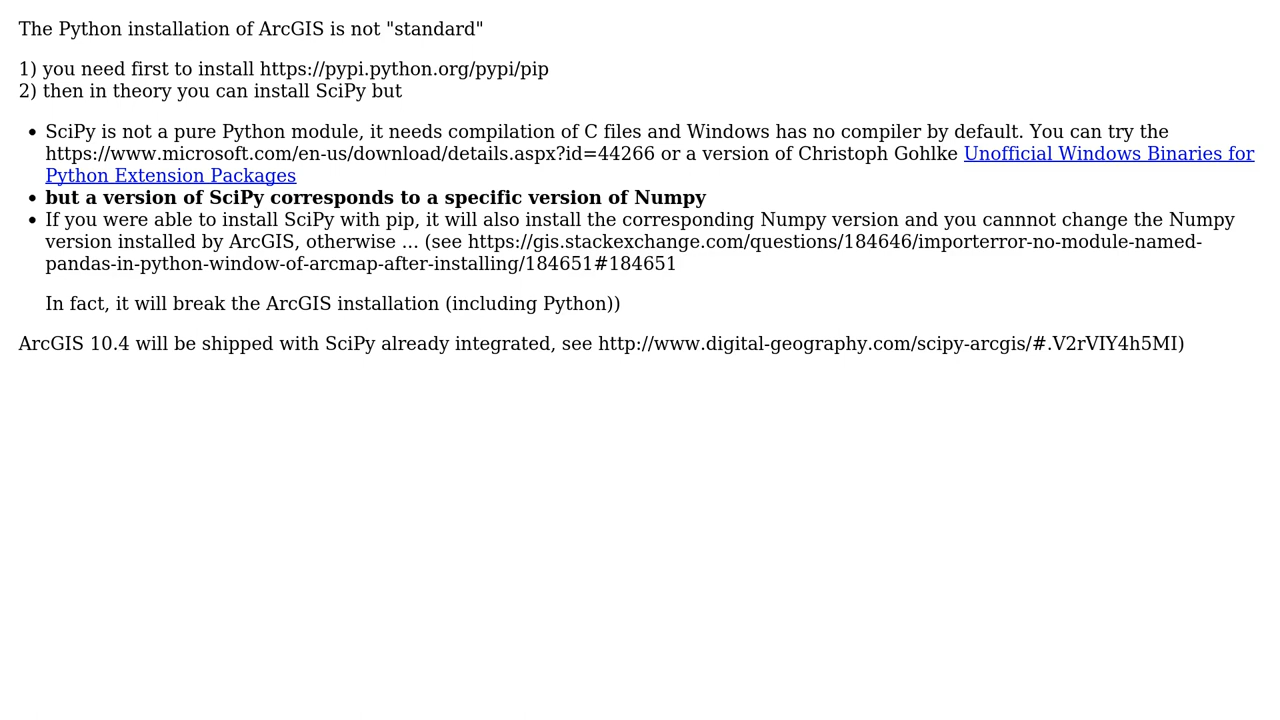 The Python installation of ArcGIS is not "standard"
1) you need first to install https://pypi.python.org/pypi/pip
2) then in theory you can install SciPy but
• SciPy is not a pure Python module, it needs compilation of C files and Windows has no compiler by default. You can try the
https://www.microsoft.com/en-us/download/details.aspx?id=44266 or a version of Christoph Gohlke Unofficial Windows Binaries for
Python Extension Packages
• but a version of SciPy corresponds to a specific version of Numpy
• If you were able to install SciPy with pip, it will also install the corresponding Numpy version and you cannnot change the Numpy
version installed by ArcGIS, otherwise ... (see https://gis.stackexchange.com/questions/184646/importerror-no-module-named-
pandas-in-python-window-of-arcmap-after-installing/184651#184651
In fact, it will break the ArcGIS installation (including Python))
ArcGIS 10.4 will be shipped with SciPy already integrated, see http://www.digital-geography.com/scipy-arcgis/#.V2rVIY4h5MI)